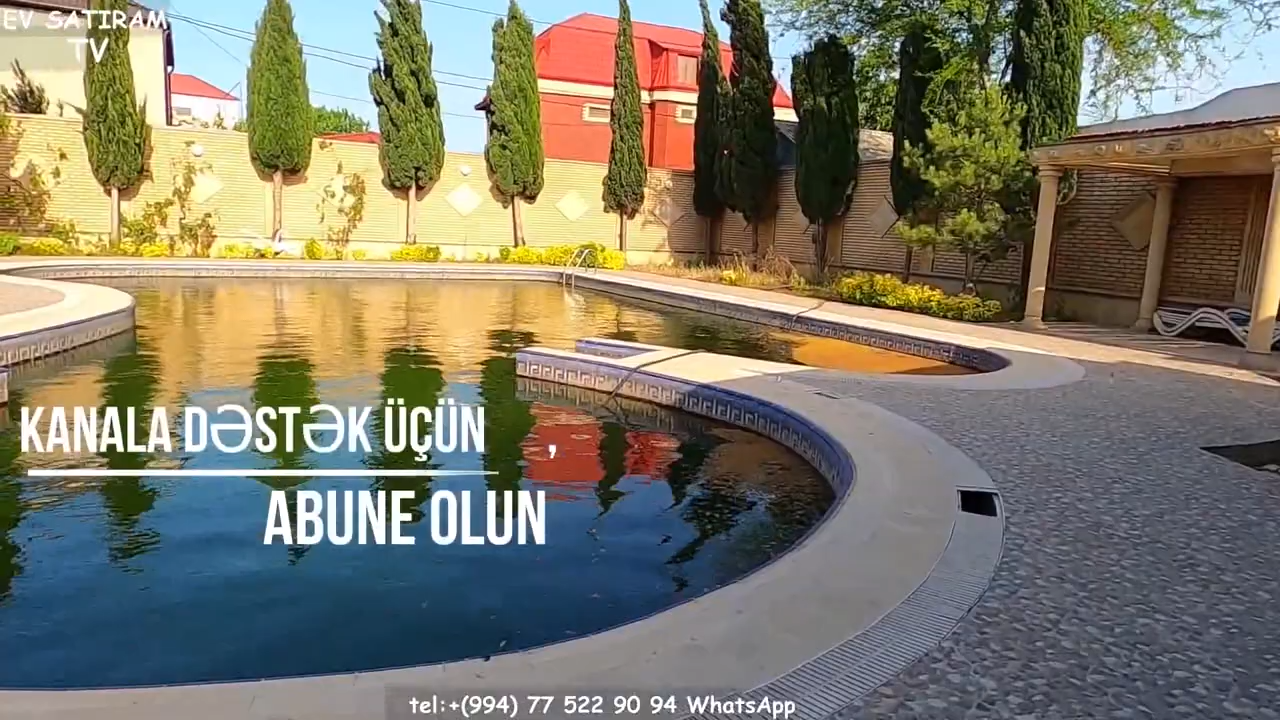 EV SATIRAM
TV
KANALA DƏSTƏK ÜÇÜN ,
ABUNE OLUN
tel:+(994) 77 522 90 94 WhatsApp